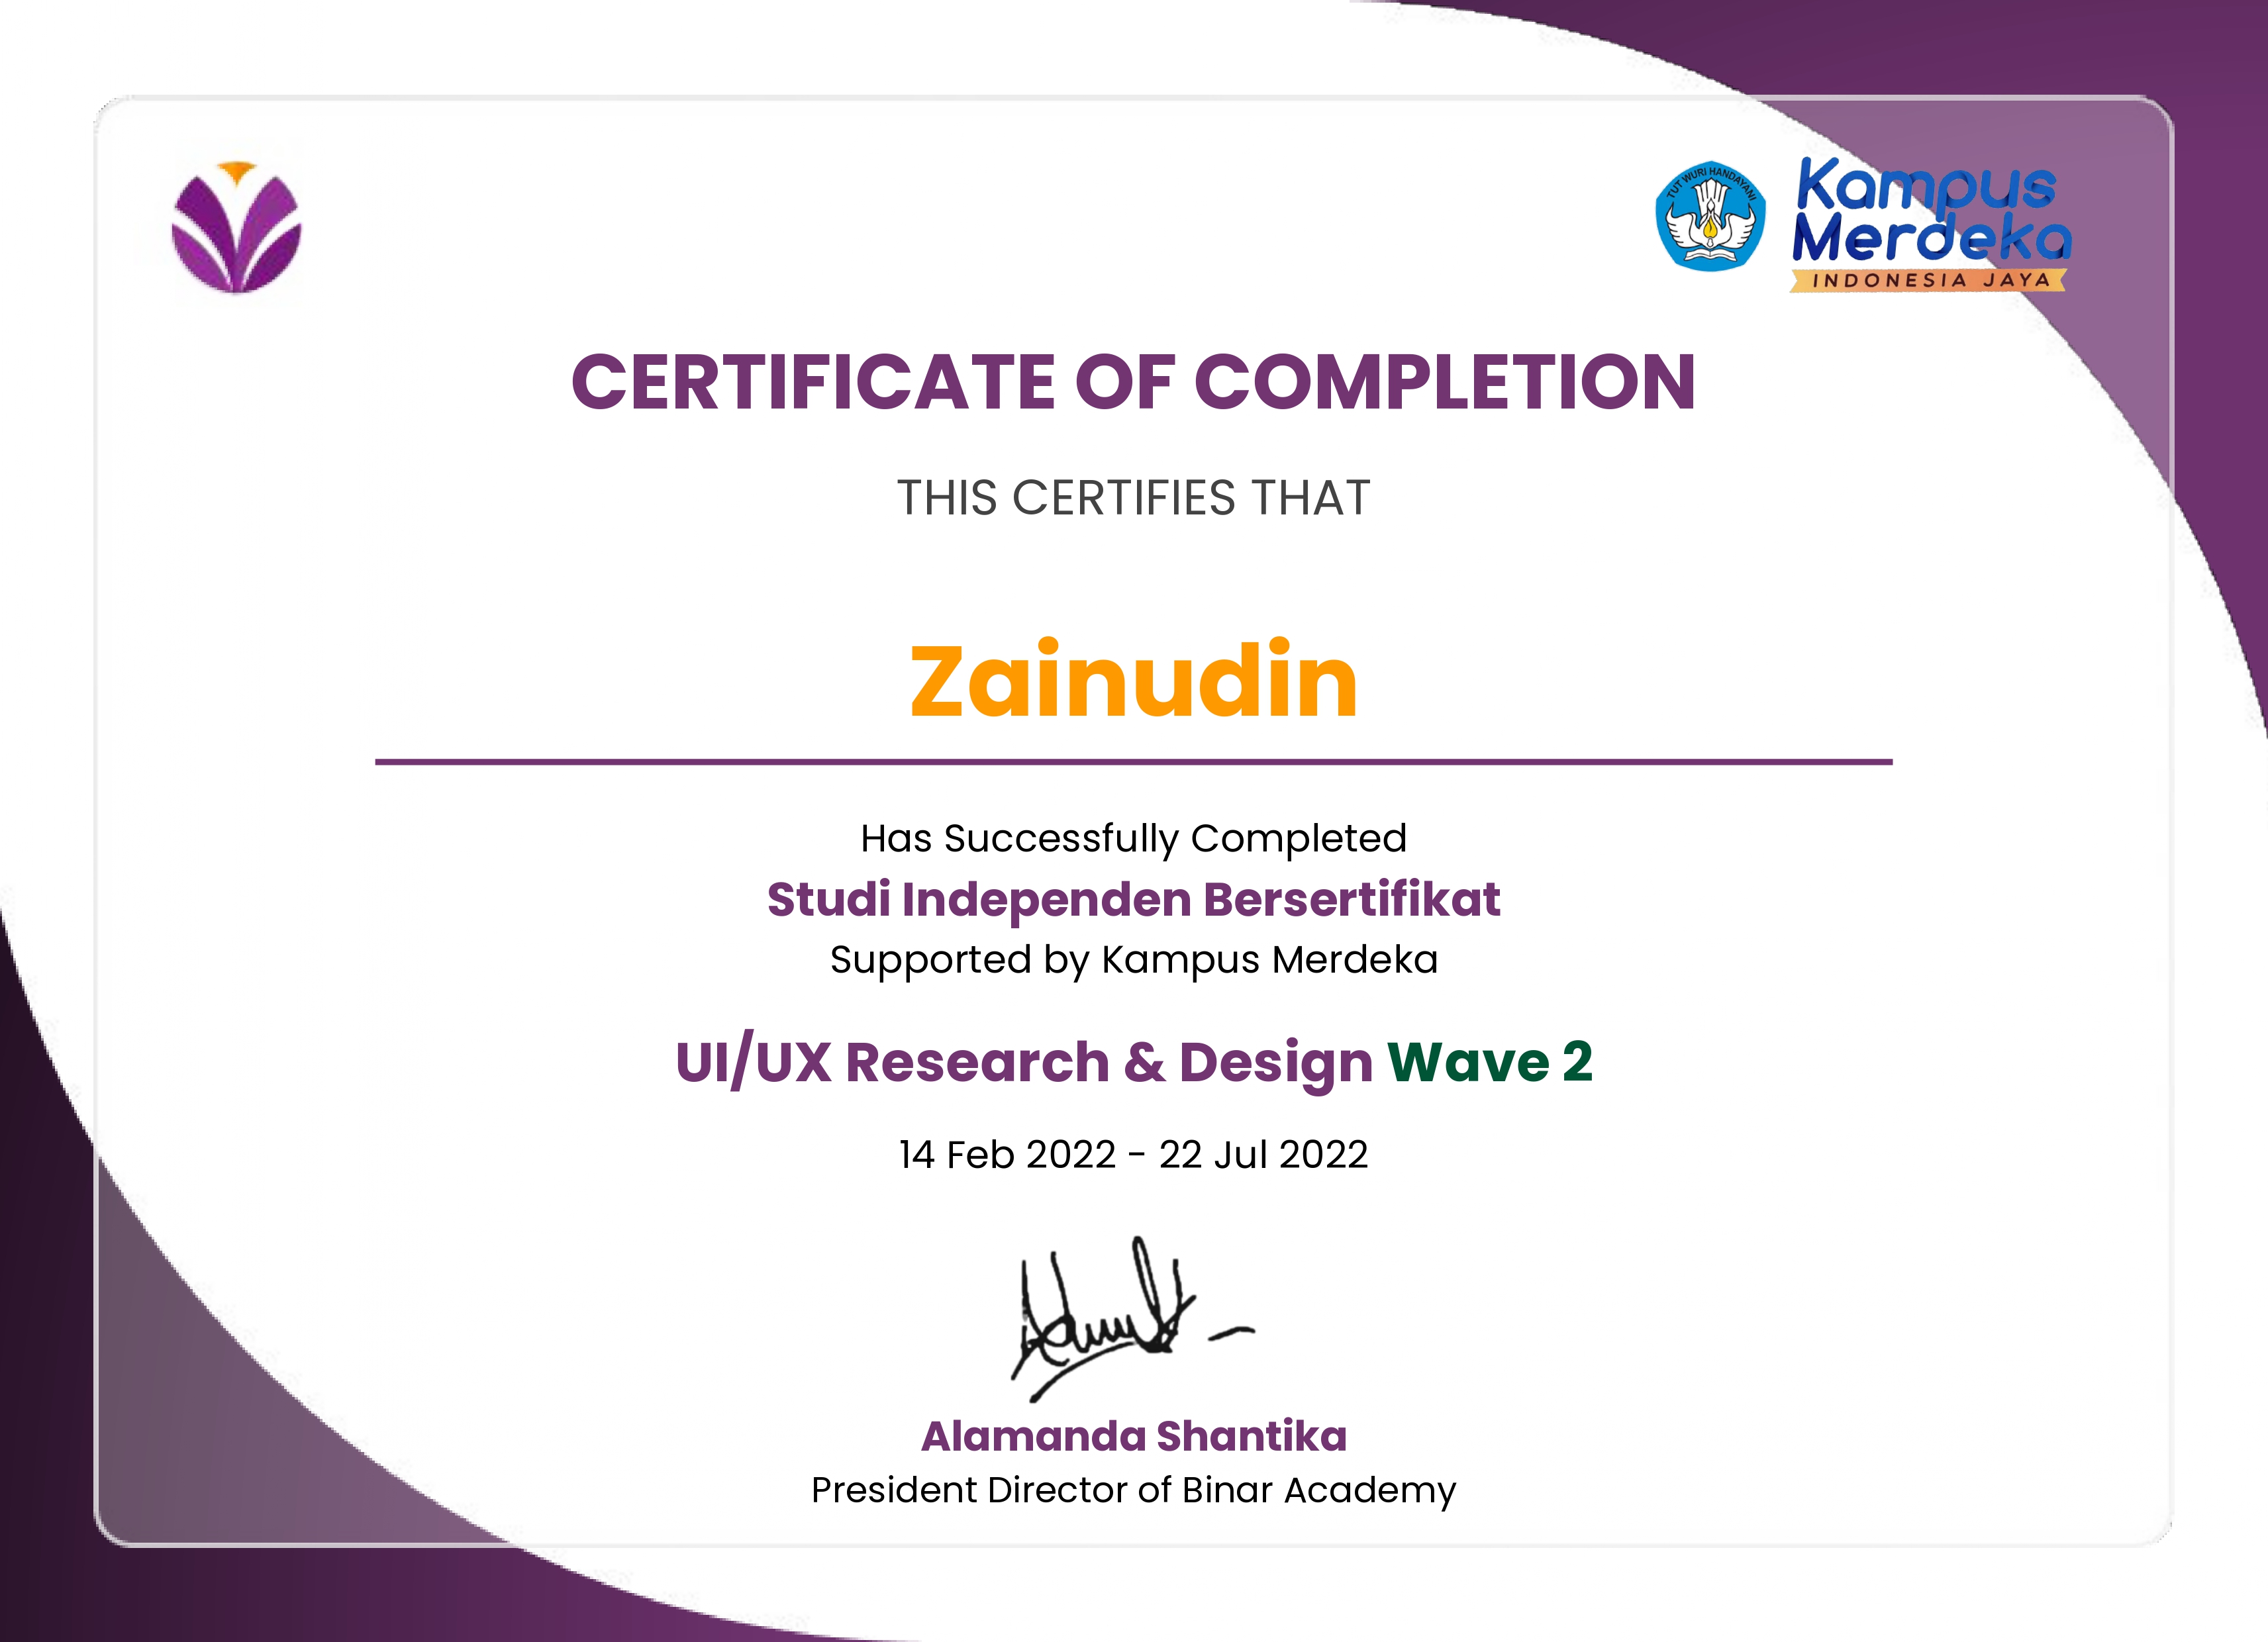 TUT WURI HANDAYANI
Kampus
Merdeka
INDONESIA JAYA
CERTIFICATE OF COMPLETION
THIS CERTIFIES THAT
Zainudin
Has Successfully Completed
Studi Independen Bersertifikat
Supported by Kampus Merdeka
UI/UX Research & Design Wave 2
14 Feb 2022 - 22 Jul 2022
Alamanda Shantika
President Director of Binar Academy